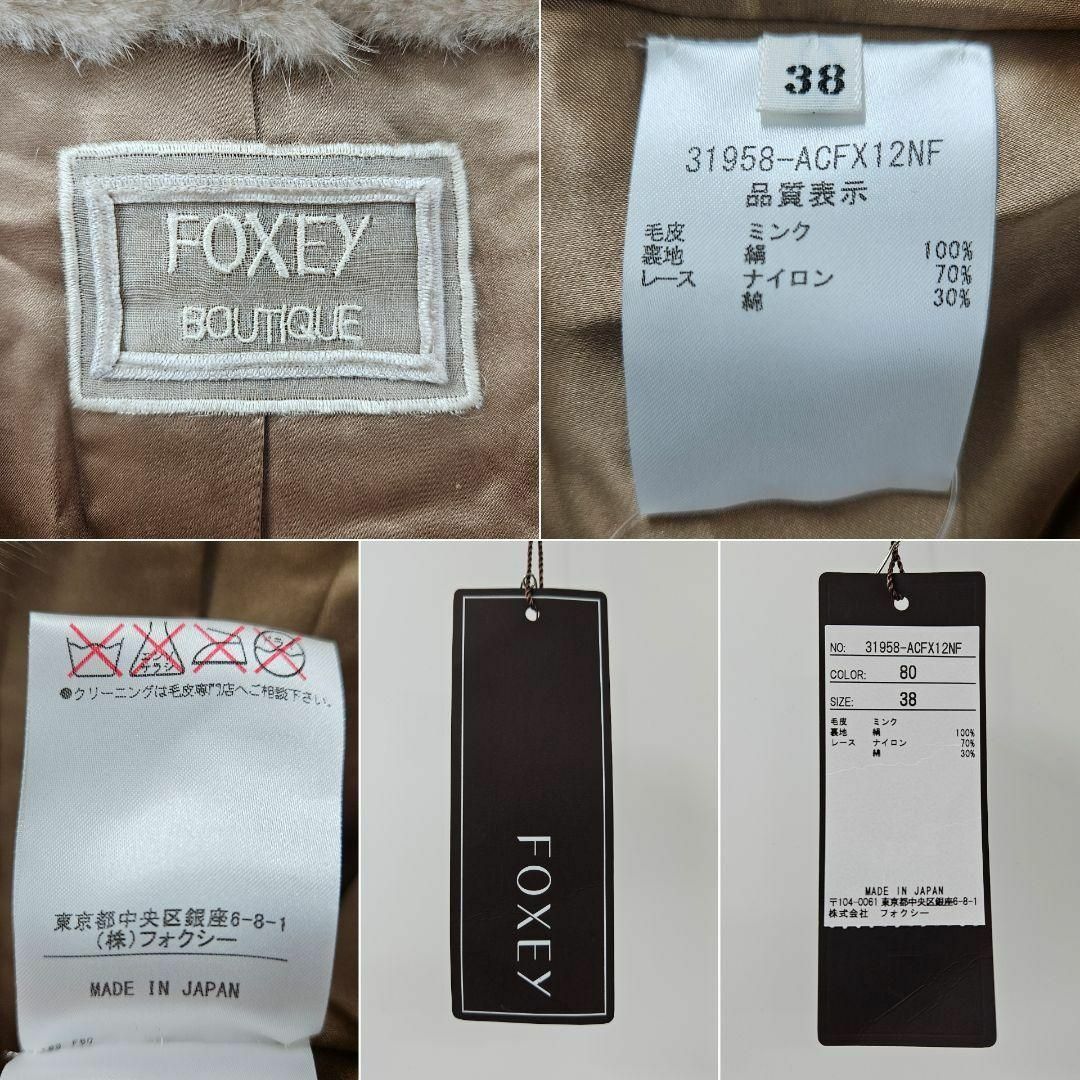 FOXEY
BOUTIQUE
38
31958-ACFX12NF
品質表示
毛皮 ミンク
裏地 絹 100%
レース ナイロン 70%
綿 30%
エンソ
サラシ
●クリーニングは毛皮専門店へご相談下さい。
東京都中央区銀座6-8-1
(株)フォクシー
MADE IN JAPAN
FOXEY
NO: 31958-ACFX12NF
COLOR: 80
SIZE: 38
毛皮 ミンク
裏地 絹 100%
レース ナイロン 70%
綿 30%
MADE IN JAPAN
〒104-0061 東京都中央区銀座6-8-1
株式会社 フォクシー